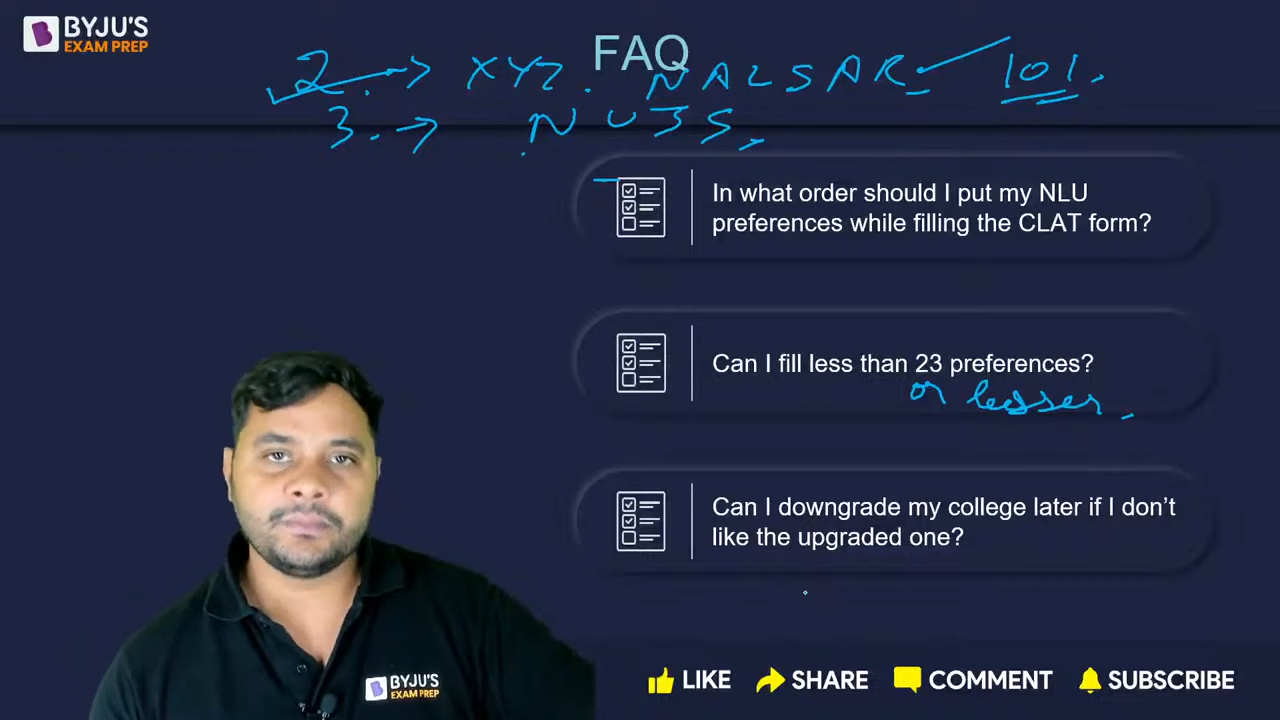 BYJU'S
EXAM PREP
FAQ
2. → XYZ. NALSAR 101.
3. → NUJS.
In what order should I put my NLU
preferences while filling the CLAT form?
Can I fill less than 23 preferences?
or lesser.
Can I downgrade my college later if I don't
like the upgraded one?
BYJU'S
EXAM PREP
LIKE SHARE COMMENT SUBSCRIBE